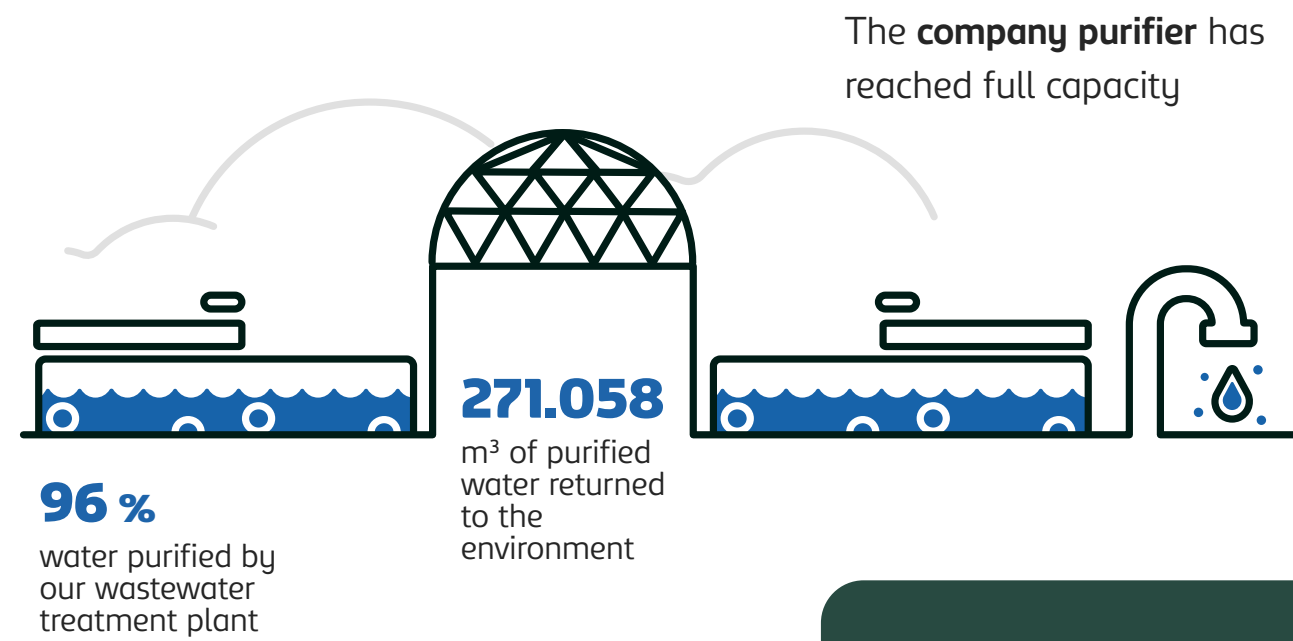 The company purifier has
reached full capacity
271.058
m³ of purified
water returned
to the
environment
96 %
water purified by
our wastewater
treatment plant